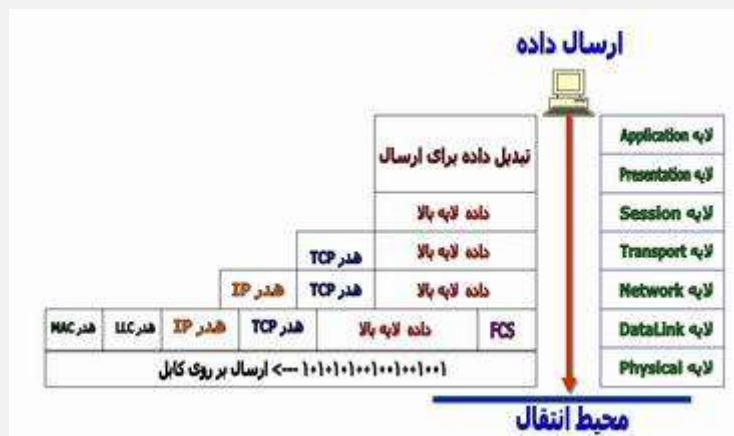 ارسال داده
تبدیل داده برای ارسال
لایه Application
لایه Presentation
داده لایه بالا
لایه Session
هدر TCP داده لایه بالا
لایه Transport
هدر IP هدر TCP داده لایه بالا
لایه Network
هدر MAC هدر LLC هدر IP هدر TCP داده لایه بالا FCS
لایه DataLink
۱۰۱۰۱۰۱۰۰۱۰۰۱۰۰۱۰۰۱ ---> ارسال بر روی کابل
لایه Physical
محیط انتقال